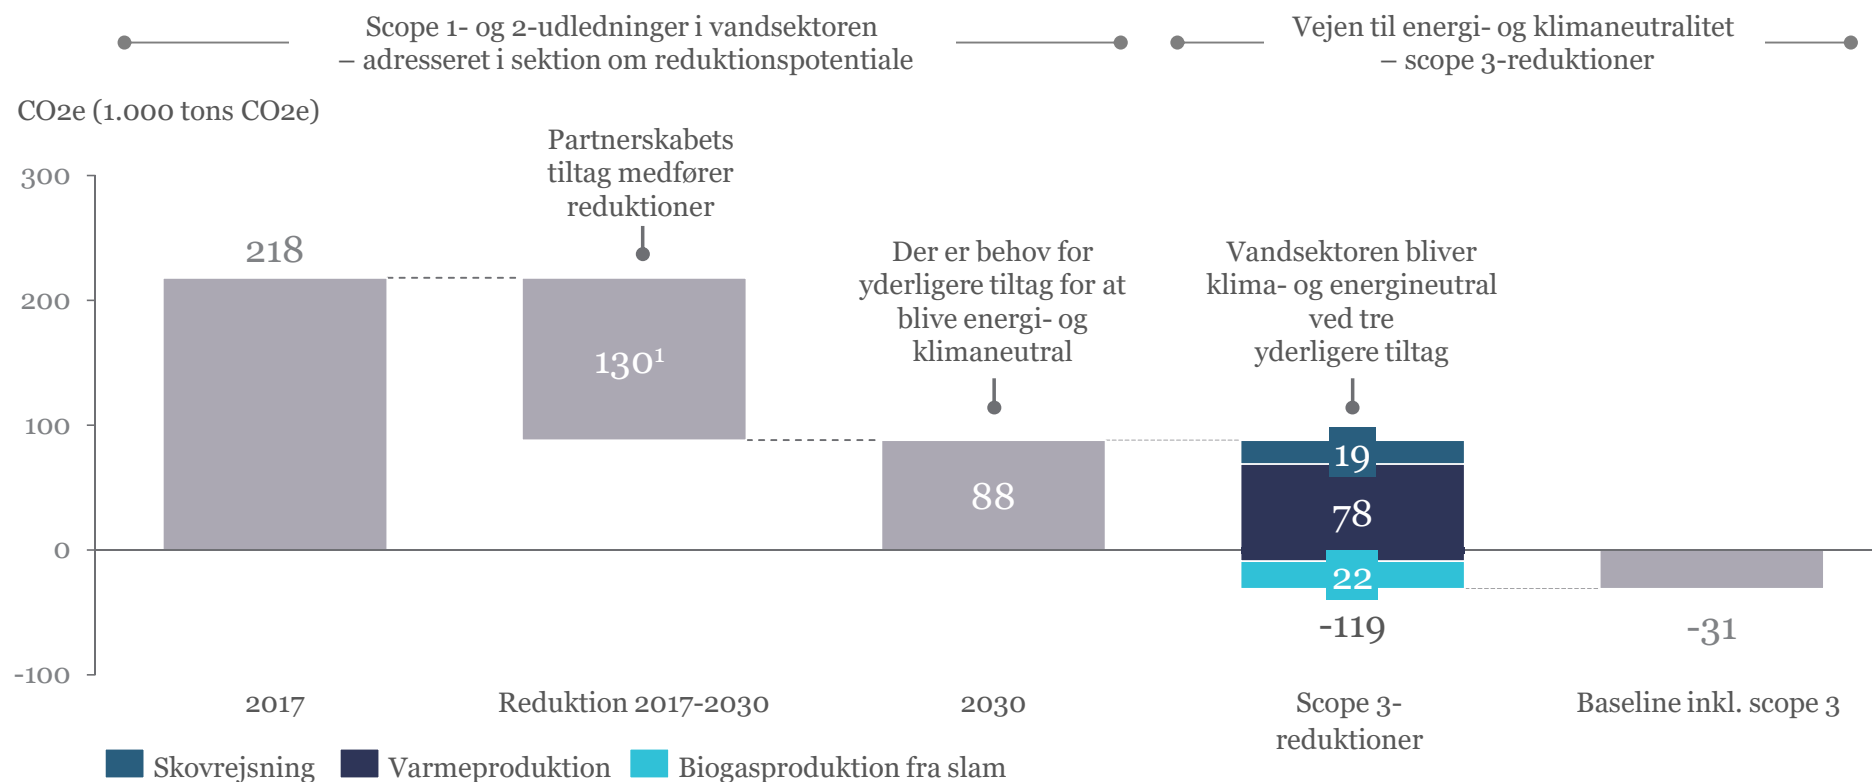 Scope 1- og 2-udledninger i vandsektoren
– adresseret i sektion om reduktionspotentiale
Vejen til energi- og klimaneutralitet
– scope 3-reduktioner
CO2e (1.000 tons CO2e)
Partnerskabets
tiltag medfører
reduktioner
Der er behov for
yderligere tiltag for at
blive energi- og
klimaneutral
Vandsektoren bliver
klima- og energineutral
ved tre
yderligere tiltag
300
200
100
0
-100
218
130¹
88
19
78
22
-119
-31
2017
Reduktion 2017-2030
2030
Scope 3-
reduktioner
Baseline inkl. scope 3
Skovrejsning
Varmeproduktion
Biogasproduktion fra slam